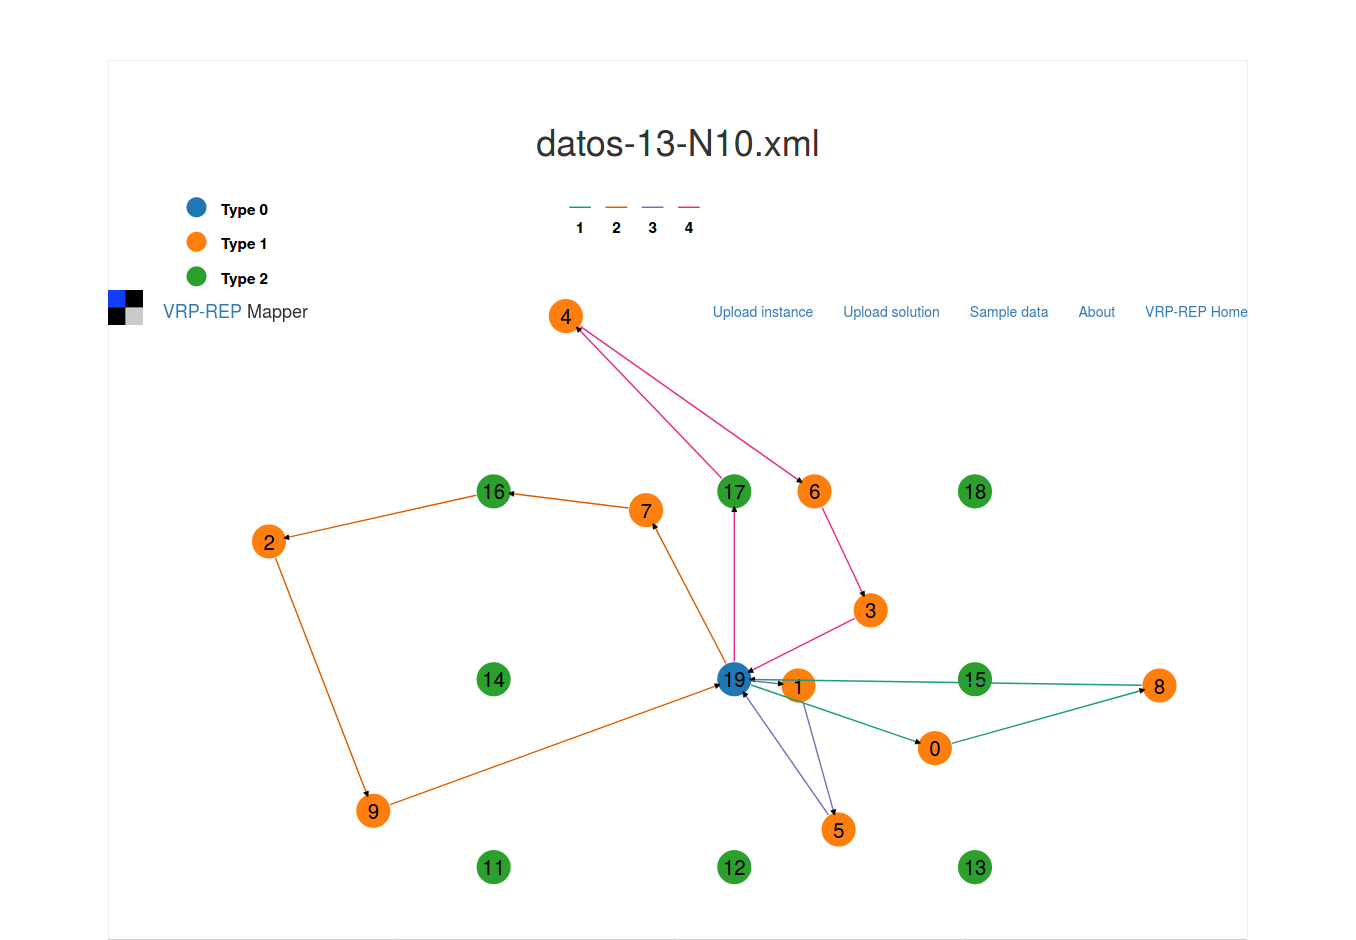 datos-13-N10.xml
Type 0
Type 1
Type 2
1 2 3 4
VRP-REP Mapper
Upload instance Upload solution Sample data About VRP-REP Home
4
16 17 6 18
7
2
3
14 19 1 15 8
0
9
5
11 12 13